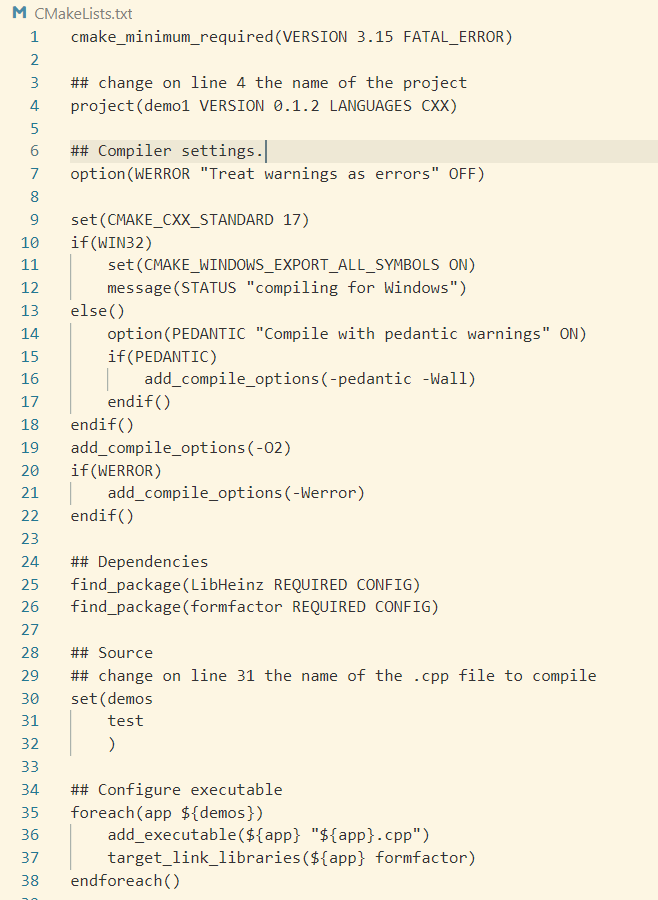 CMakeLists.txt
1 cmake_minimum_required(VERSION 3.15 FATAL_ERROR)
2
3 ## change on line 4 the name of the project
4 project(demo1 VERSION 0.1.2 LANGUAGES CXX)
5
6 ## Compiler settings.
7 option(WERROR "Treat warnings as errors" OFF)
8
9 set(CMAKE_CXX_STANDARD 17)
10 if(WIN32)
11     set(CMAKE_WINDOWS_EXPORT_ALL_SYMBOLS ON)
12     message(STATUS "compiling for Windows")
13 else()
14     option(PEDANTIC "Compile with pedantic warnings" ON)
15     if(PEDANTIC)
16         add_compile_options(-pedantic -Wall)
17     endif()
18 endif()
19 add_compile_options(-O2)
20 if(WERROR)
21     add_compile_options(-Werror)
22 endif()
23
24 ## Dependencies
25 find_package(LibHeinz REQUIRED CONFIG)
26 find_package(formfactor REQUIRED CONFIG)
27
28 ## Source
29 ## change on line 31 the name of the .cpp file to compile
30 set(demos
31     test
32     )
33
34 ## Configure executable
35 foreach(app ${demos})
36     add_executable(${app} "${app}.cpp")
37     target_link_libraries(${app} formfactor)
38 endforeach()